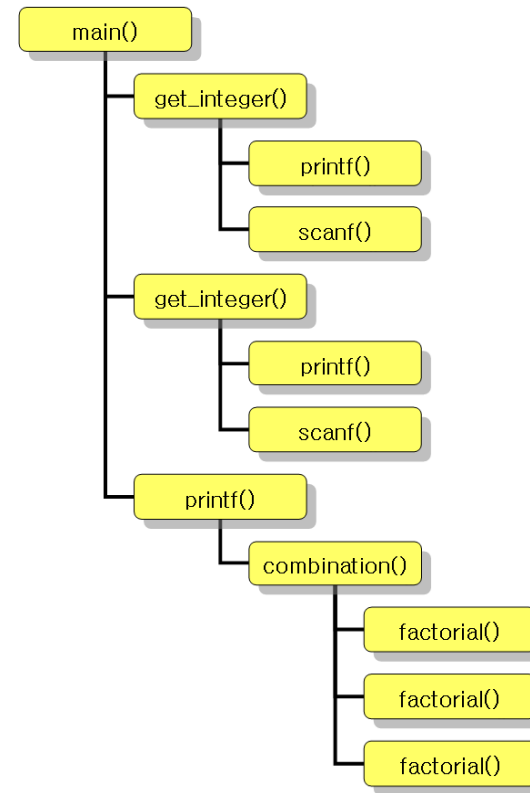 main()
get_integer()
printf()
scanf()
get_integer()
printf()
scanf()
printf()
combination()
factorial()
factorial()
factorial()